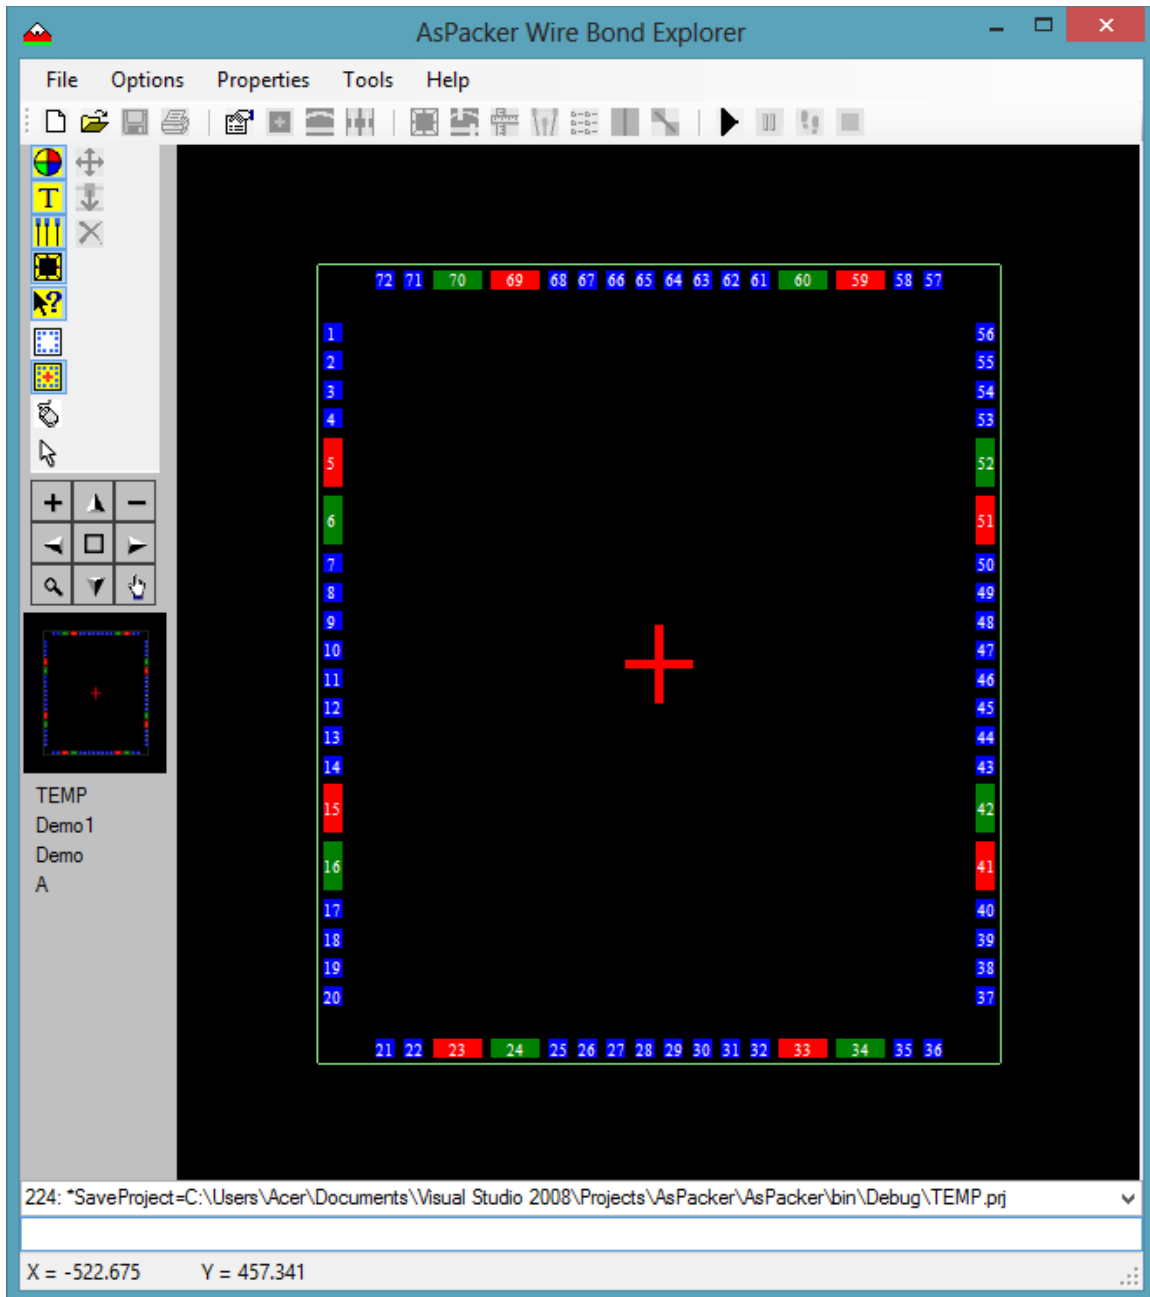 AsPacker Wire Bond Explorer
File Options Properties Tools Help
T
?
72 71 70 69 68 67 66 65 64 63 62 61 60 59 58 57
1 56
2 55
3 54
4 53
5 52
6 51
7 50
8 49
9 48
10 47
11 46
12 45
13 44
14 43
15 42
16 41
17 40
18 39
19 38
20 37
21 22 23 24 25 26 27 28 29 30 31 32 33 34 35 36
TEMP
Demo1
Demo
A
224: *SaveProject=C:\Users\Acer\Documents\Visual Studio 2008\Projects\AsPacker\AsPacker\bin\Debug\TEMP.prj
X = -522.675 Y = 457.341